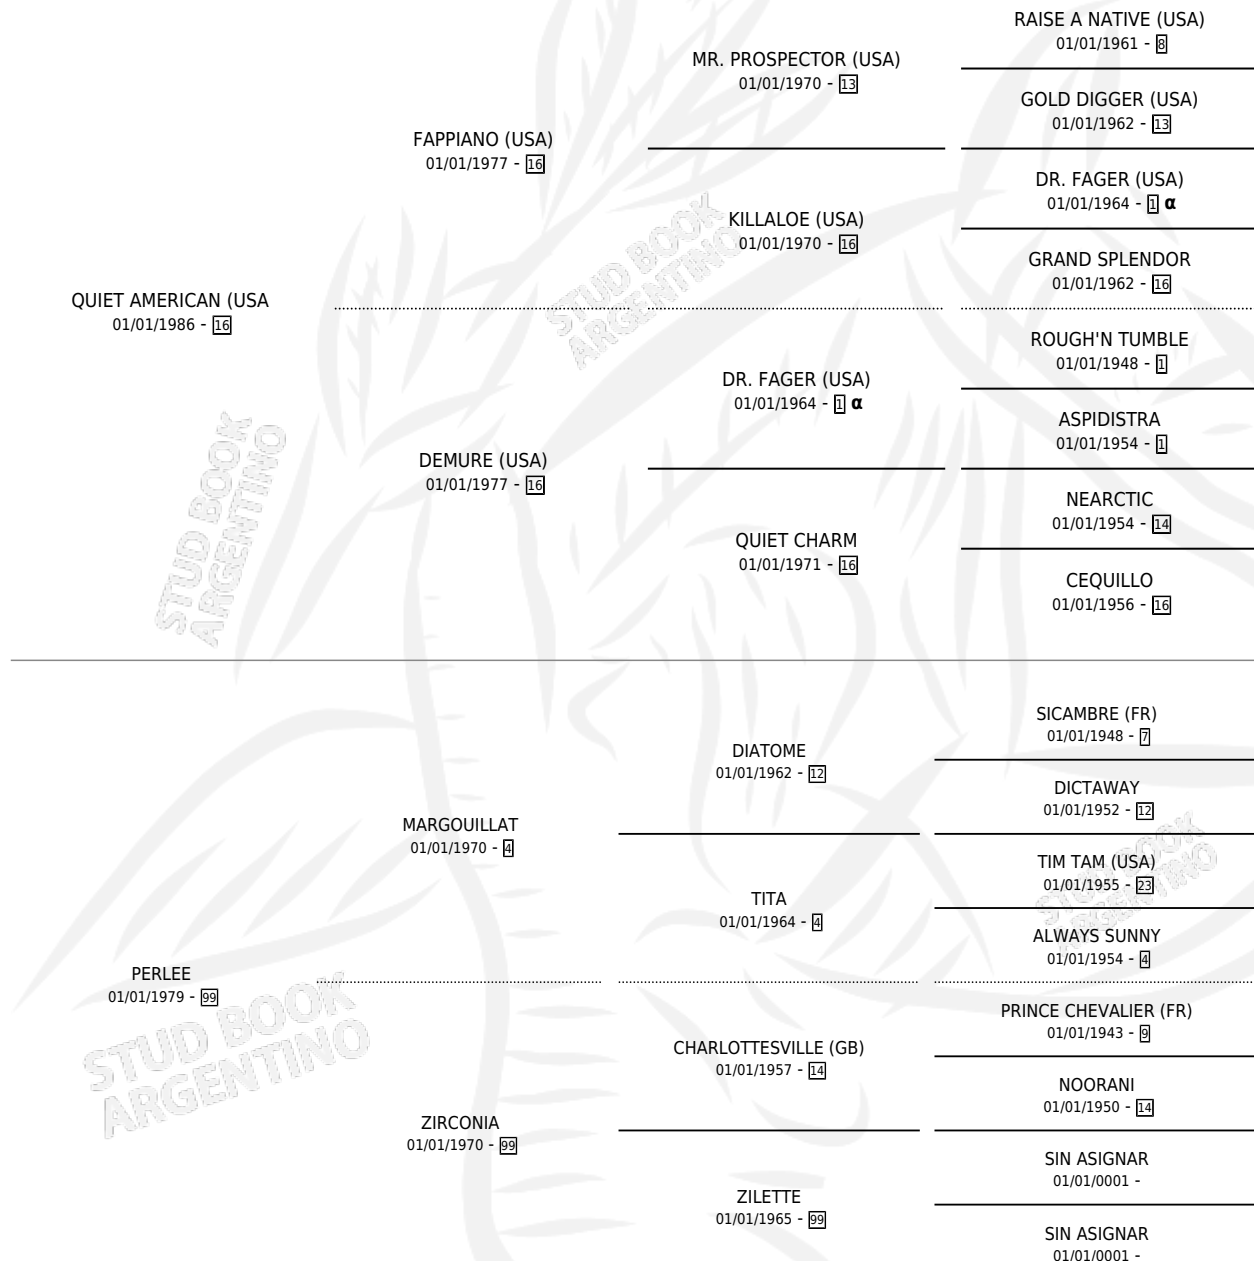 RAISE A NATIVE (USA)
01/01/1961 - 8
MR. PROSPECTOR (USA)
01/01/1970 - 13
GOLD DIGGER (USA)
01/01/1962 - 13
FAPPIANO (USA)
01/01/1977 - 16
DR. FAGER (USA)
01/01/1964 - 1 α
KILLALOE (USA)
01/01/1970 - 16
GRAND SPLENDOR
01/01/1962 - 16
QUIET AMERICAN (USA
01/01/1986 - 16
ROUGH'N TUMBLE
01/01/1948 - 1
DR. FAGER (USA)
01/01/1964 - 1 α
ASPIDISTRA
01/01/1954 - 1
DEMURE (USA)
01/01/1977 - 16
NEARCTIC
01/01/1954 - 14
QUIET CHARM
01/01/1971 - 16
CEQUILLO
01/01/1956 - 16
SICAMBRE (FR)
01/01/1948 - 7
DIATOME
01/01/1962 - 12
DICTAWAY
01/01/1952 - 12
MARGOUILLAT
01/01/1970 - 4
TIM TAM (USA)
01/01/1955 - 23
TITA
01/01/1964 - 4
ALWAYS SUNNY
01/01/1954 - 4
PERLEE
01/01/1979 - 99
PRINCE CHEVALIER (FR)
01/01/1943 - 9
CHARLOTTESVILLE (GB)
01/01/1957 - 14
NOORANI
01/01/1950 - 14
ZIRCONIA
01/01/1970 - 99
SIN ASIGNAR
01/01/0001 -
ZILETTE
01/01/1965 - 99
SIN ASIGNAR
01/01/0001 -
STUD BOOK
ARGENTINO
STUD BOOK
ARGENTINO
STUD BOOK
ARGENTINO
STUD BOOK
ARGENTINO